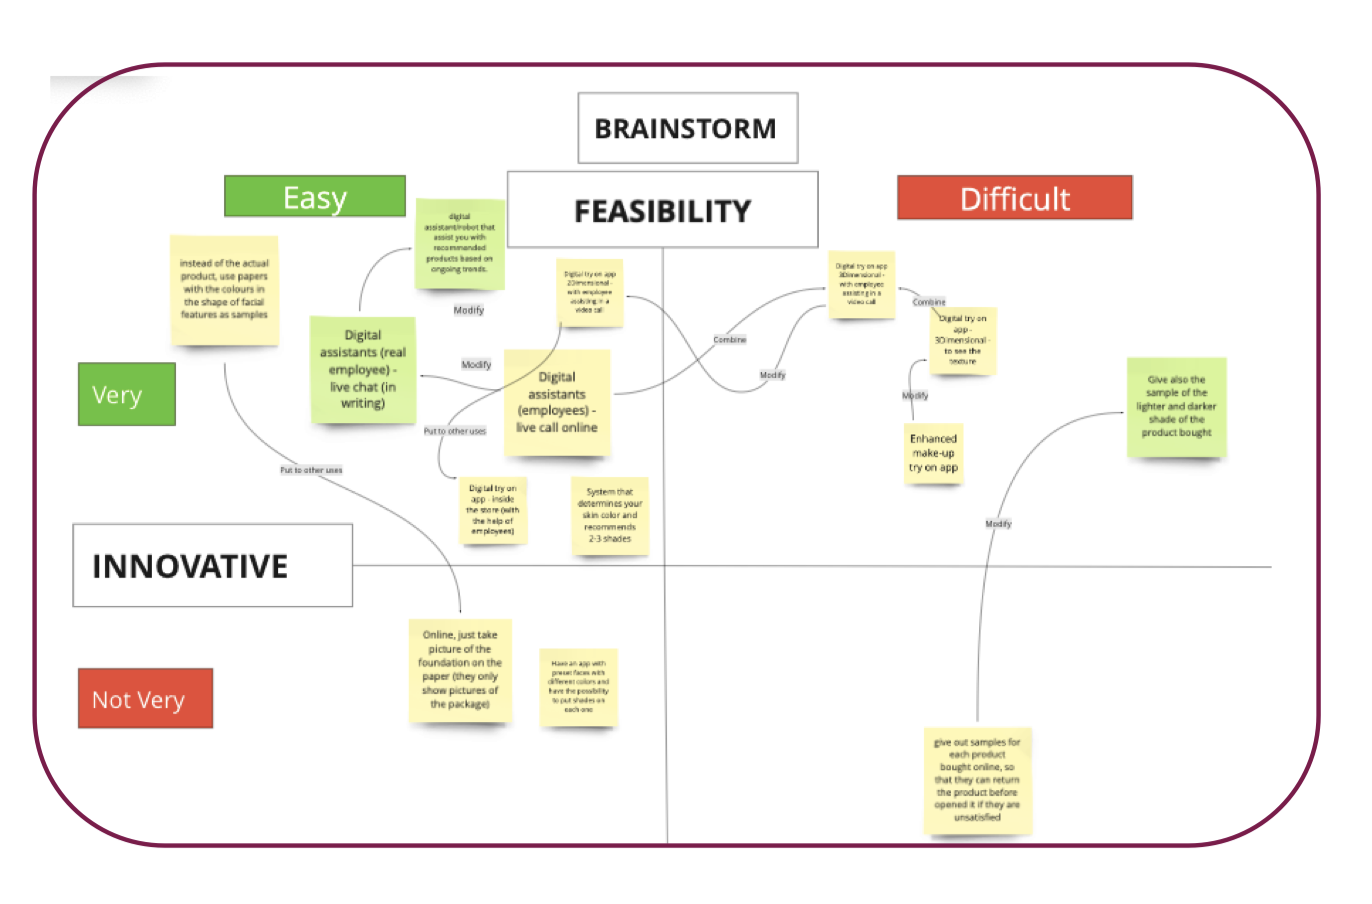 BRAINSTORM
FEASIBILITY
Easy
Difficult
Very
INNOVATIVE
Not Very
instead of the actual
product, use papers
with the colours in
the shape of facial
features as samples
digital
assistant/robot that
assist you with
recommended
products based on
ongoing trends.
Modify
Digital
assistants (real
employee) -
live chat (in
writing)
Modify
Digital try on app
2Dimensional -
with employee
assisting in a
video call
Digital
assistants
(employees) -
live call online
Put to other uses
Put to other uses
Digital try on
app - inside
the store (with
the help of
employees)
System that
determines your
skin color and
recommends
2-3 shades
Combine
Modify
Digital try on app
3Dimensional -
with employee
assisting in a
video call
Combine
Digital try on
app -
3Dimensional -
to see the
texture
Modify
Enhanced
make-up
try on app
Give also the
sample of the
lighter and darker
shade of the
product bought
Modify
Online, just take
picture of the
foundation on the
paper (they only
show pictures of
the package)
Have an app with
preset faces with
different colors and
have the possibility
to put shades on
each one
give out samples for
each product
bought online, so
that they can return
the product before
opened it if they are
unsatisfied